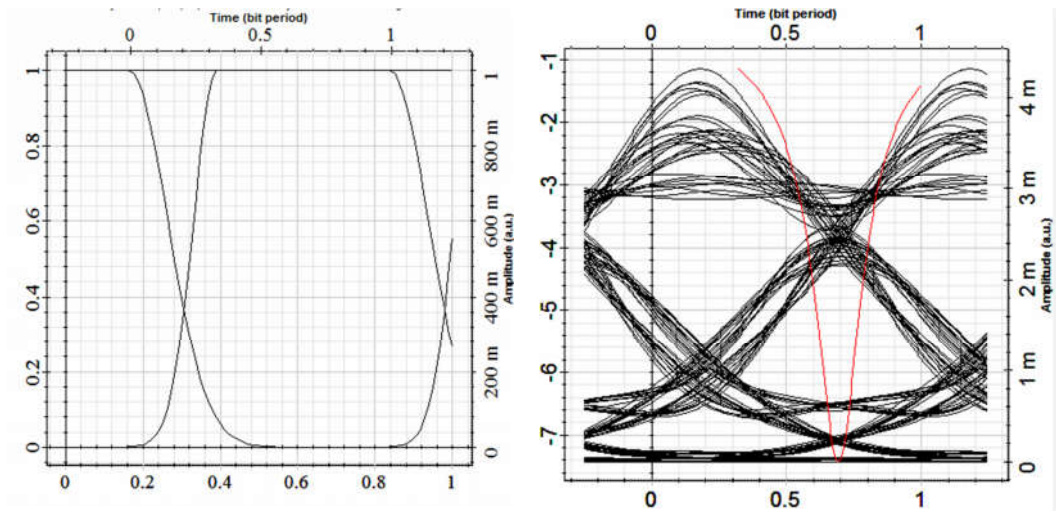 Time (bit period)
0 0.5 1
1
0.8
0.6
0.4
0.2
0
1
800 m
600 m
400 m
200 m
0
Amplitude (a.u.)
0 0.2 0.4 0.6 0.8 1
Time (bit period)
0 0.5 1
-1
-2
-3
-4
-5
-6
-7
4 m
3 m
2 m
1 m
0
Amplitude (a.u.)
0 0.5 1